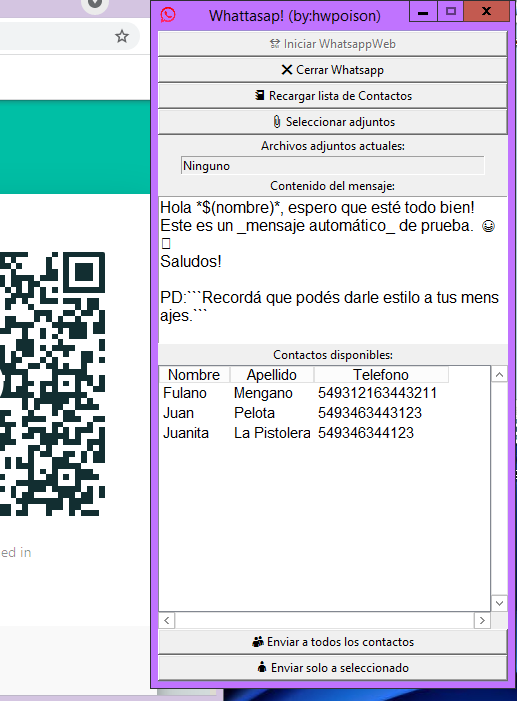 Whattasap! (by:hwpoison)
Iniciar WhatsappWeb
Cerrar Whatsapp
Recargar lista de Contactos
Seleccionar adjuntos
Archivos adjuntos actuales:
Ninguno
Contenido del mensaje:
Hola *$(nombre)*, espero que esté todo bien!
Este es un _mensaje automático_ de prueba. 😀
Saludos!
PD:```Recordá que podés darle estilo a tus mens
ajes.```
Contactos disponibles:
Nombre Apellido Telefono
Fulano Mengano 549312163443211
Juan Pelota 5493463443123
Juanita La Pistolera 549346344123
Enviar a todos los contactos
Enviar solo a seleccionado
ed in